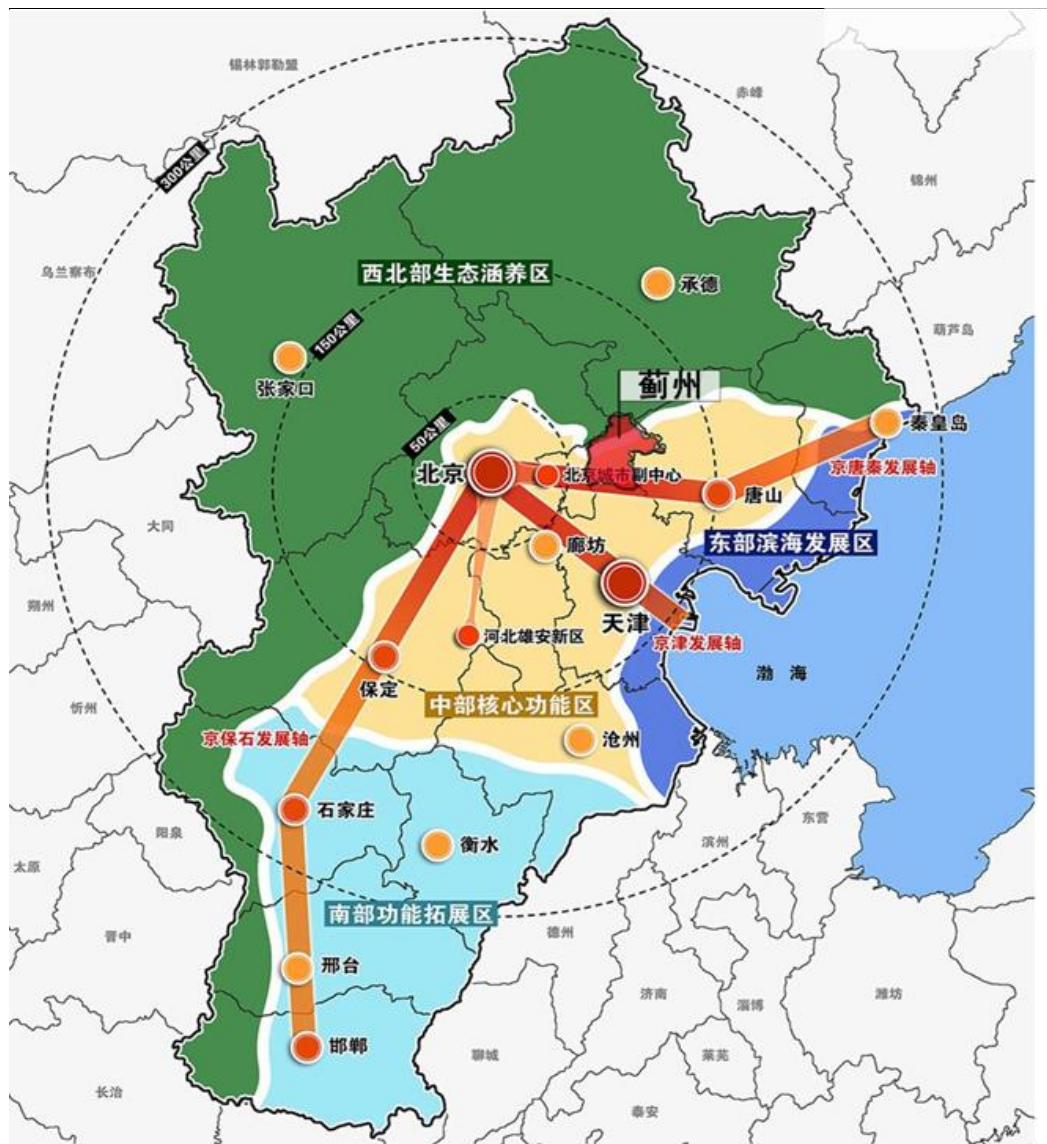 锡林郭勒盟
赤峰
300公里
锦州
乌兰察布
西北部生态涵养区
承德
150公里
葫芦岛
张家口
蓟州
50公里
秦皇岛
北京
北京城市副中心
京唐秦发展轴
唐山
大同
廊坊
东部滨海发展区
朔州
天津
河北雄安新区
京津发展轴
渤海
保定
忻州
中部核心功能区
京保石发展轴
沧州
石家庄
阳泉
衡水
东营
滨州
太原
南部功能拓展区
德州
晋中
邢台
济南
淄博
潍坊
邯郸
聊城
莱芜
长治
泰安